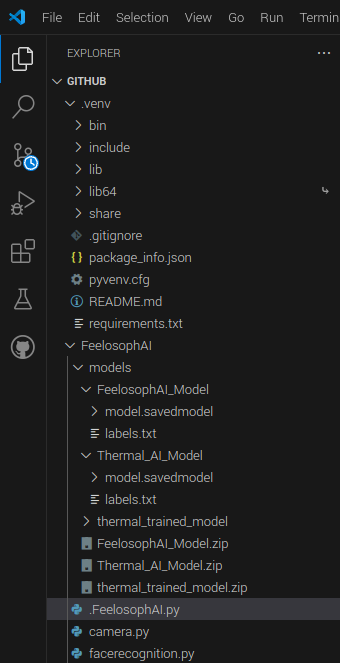 File Edit Selection View Go Run Termin
EXPLORER
GITHUB
.venv
bin
include
lib
lib64
share
.gitignore
package_info.json
pyvenv.cfg
README.md
requirements.txt
FeelosophAI
models
FeelosophAI_Model
model.savedmodel
labels.txt
Thermal_AI_Model
model.savedmodel
labels.txt
thermal_trained_model
FeelosophAI_Model.zip
Thermal_AI_Model.zip
thermal_trained_model.zip
.FeelosophAI.py
camera.py
facerecognition.py